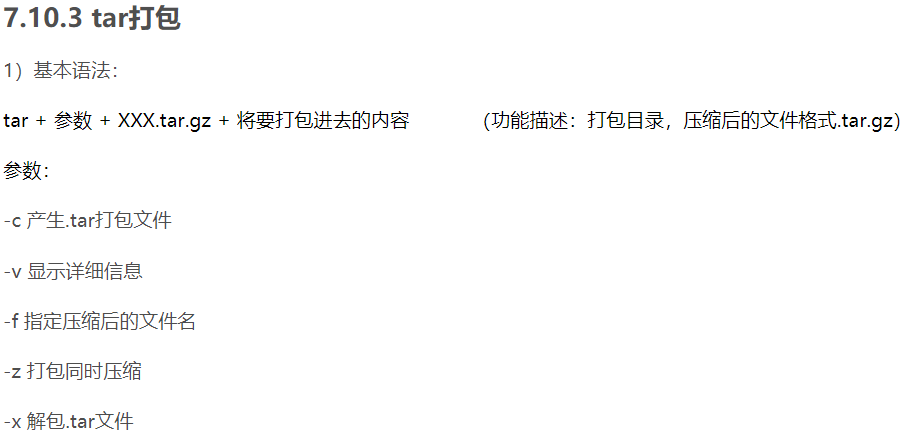 7.10.3 tar打包
1）基本语法：
tar + 参数 + XXX.tar.gz + 将要打包进去的内容 （功能描述：打包目录，压缩后的文件格式.tar.gz）
参数：
-c 产生.tar打包文件
-v 显示详细信息
-f 指定压缩后的文件名
-z 打包同时压缩
-x 解包.tar文件